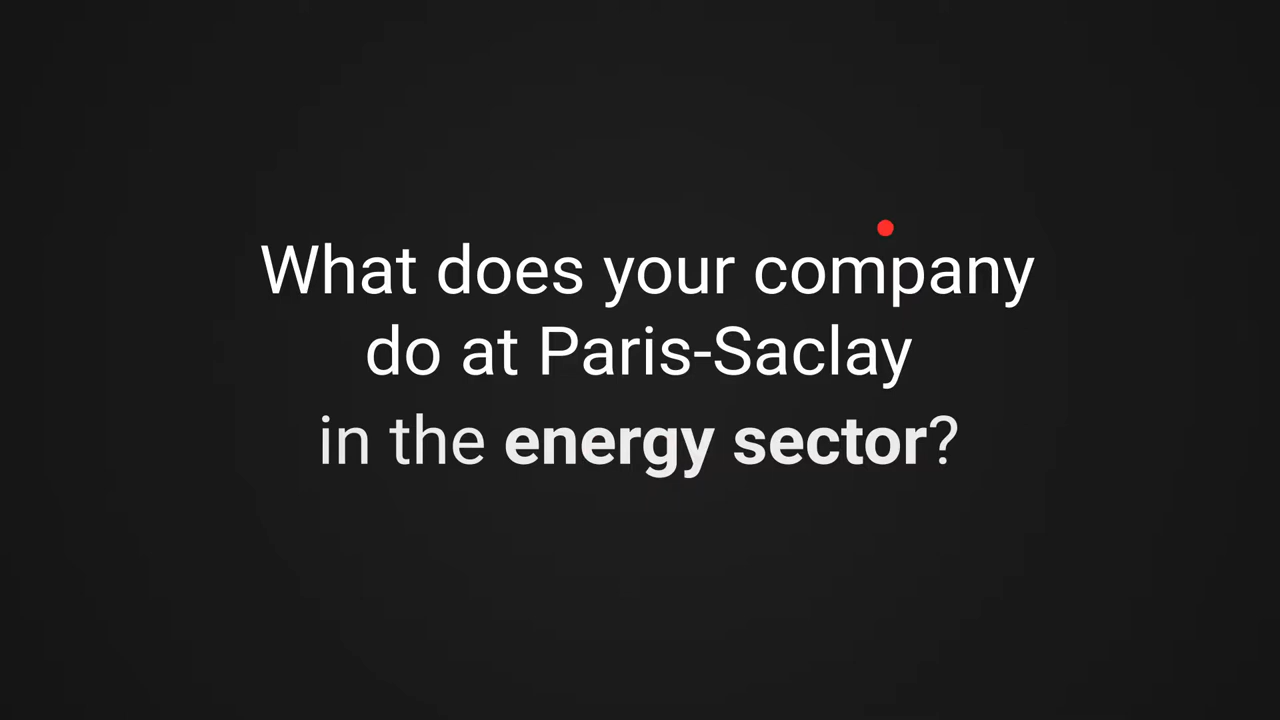 What does your company
do at Paris-Saclay
in the energy sector?